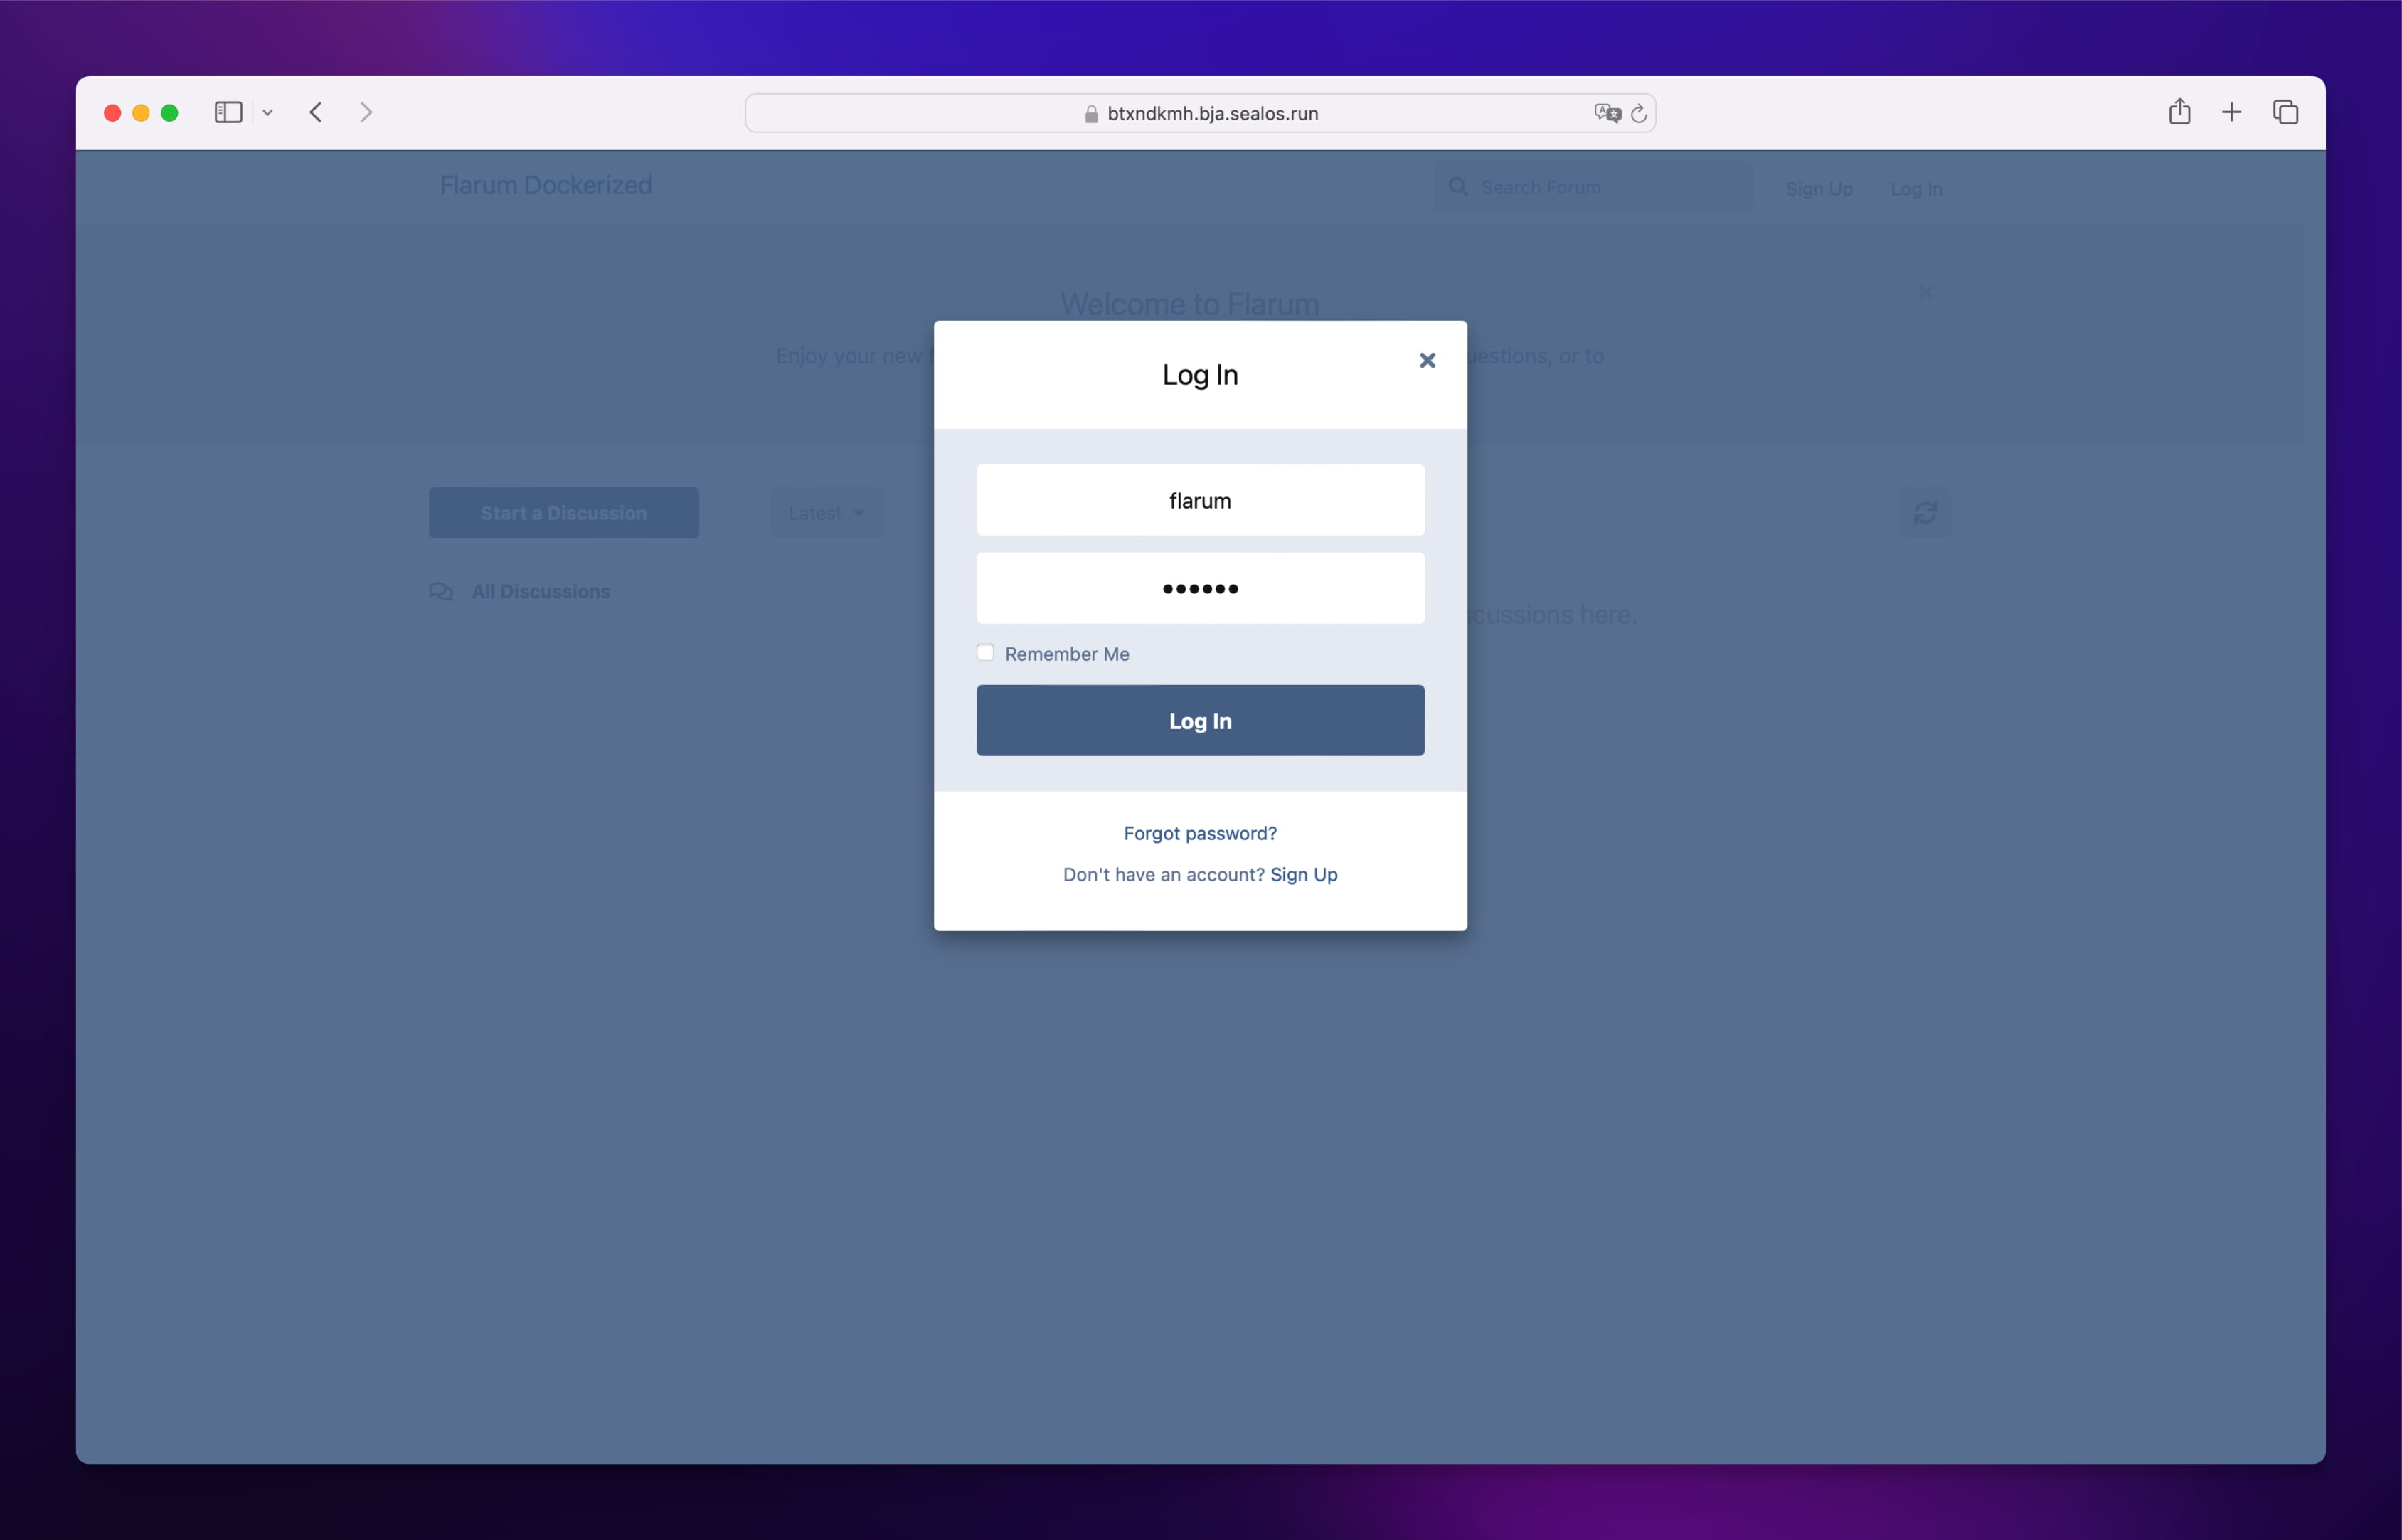 btxndkmh.bja.sealos.run
Flarum Dockerized
Search Forum
Sign Up
Log In
Welcome to Flarum
Enjoy your new
uestions, or to
Log In
flarum
Remember Me
Log In
Forgot password?
Don't have an account? Sign Up
Start a Discussion
Latest
All Discussions
cussions here.